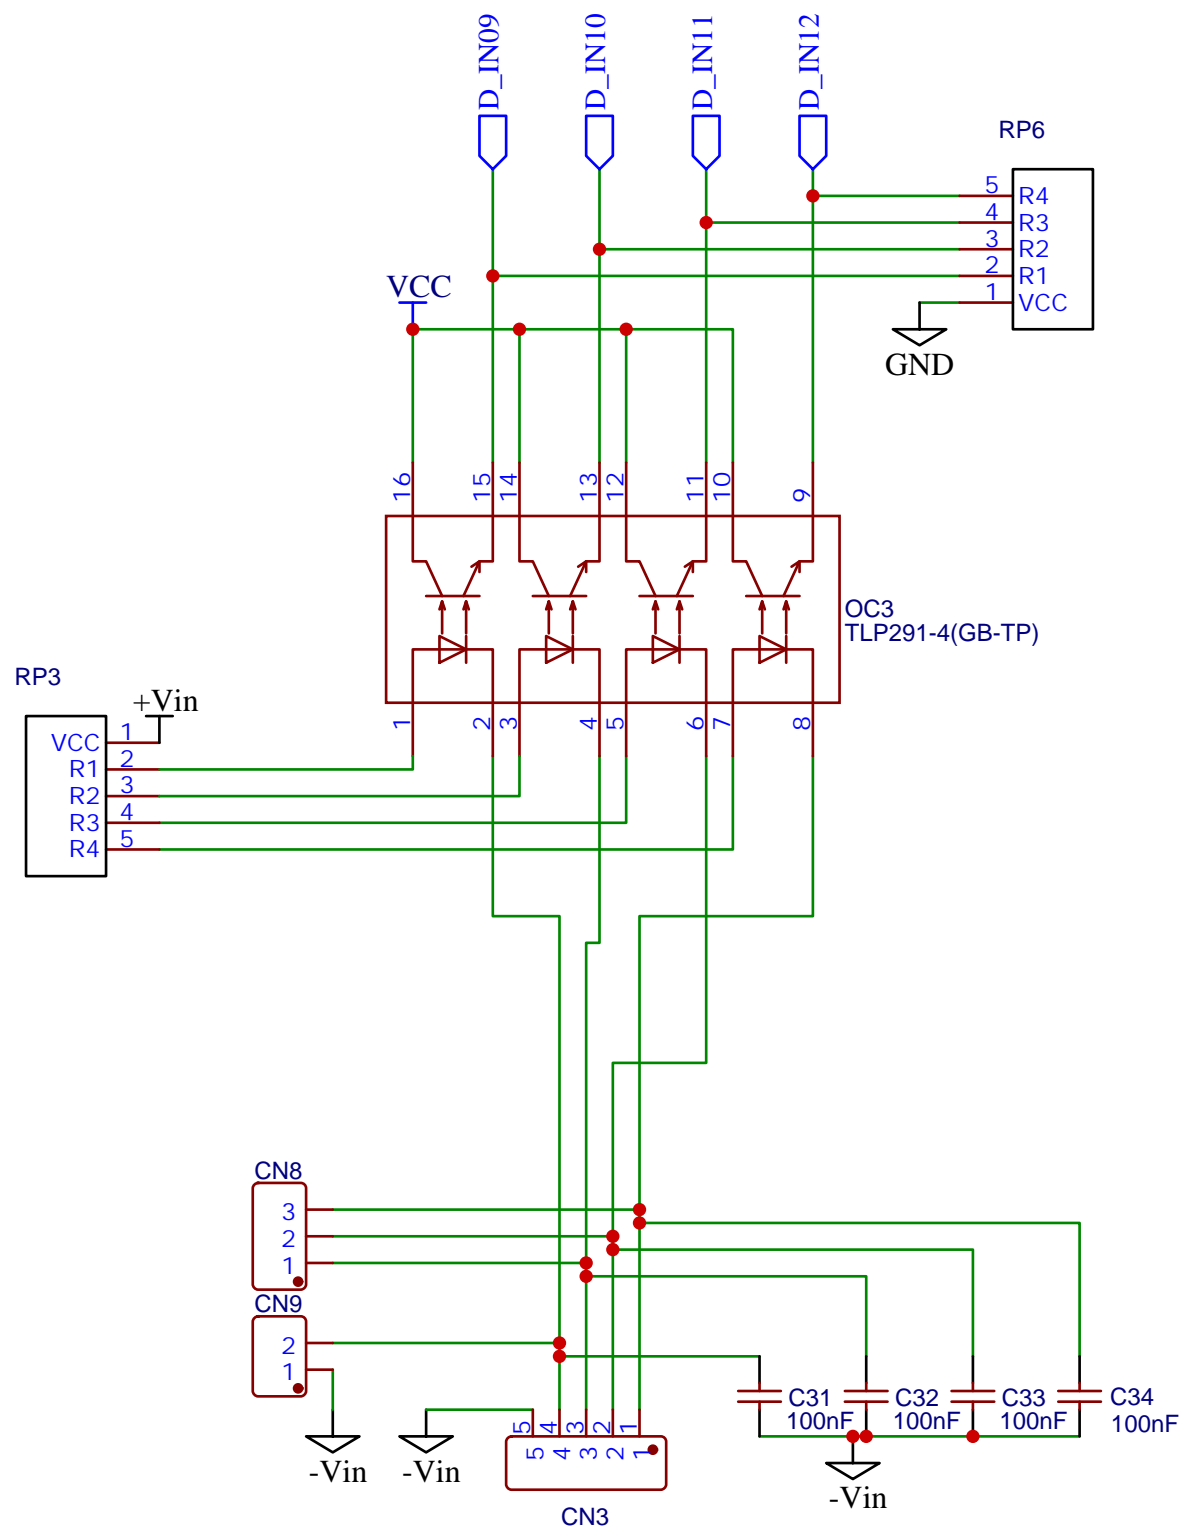 D_IN09
D_IN10
D_IN11
D_IN12
RP6
5 R4
4 R3
3 R2
2 R1
1 VCC
GND
VCC
16
15
14
13
12
11
10
9
OC3
TLP291-4(GB-TP)
1
2
3
4
5
6
7
8
RP3
+Vin
VCC 1
R1 2
R2 3
R3 4
R4 5
CN8
3
2
1
CN9
2
1
-Vin
-Vin
5
4
3
2
1
5
4
3
2
1
CN3
C31
100nF
C32
100nF
C33
100nF
C34
100nF
-Vin